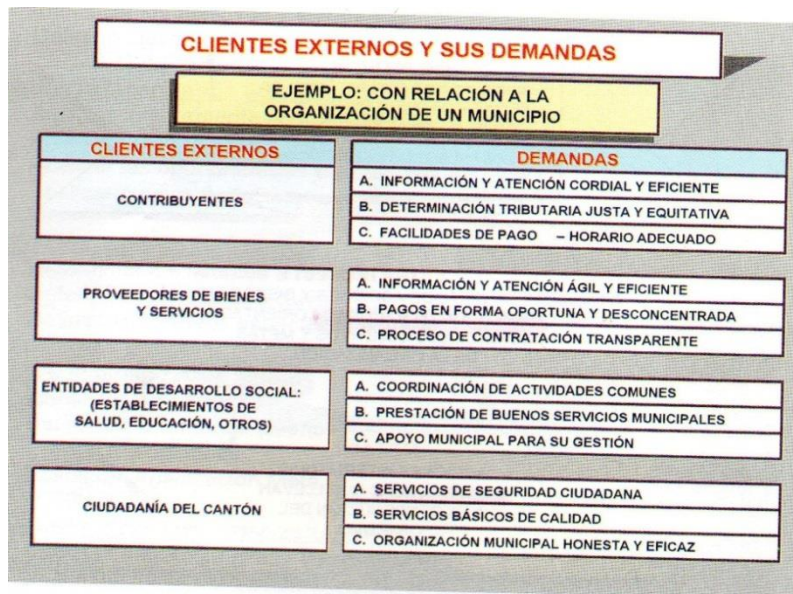 CLIENTES EXTERNOS Y SUS DEMANDAS
EJEMPLO: CON RELACIÓN A LA
ORGANIZACIÓN DE UN MUNICIPIO
CLIENTES EXTERNOS
DEMANDAS
CONTRIBUYENTES
A. INFORMACIÓN Y ATENCIÓN CORDIAL Y EFICIENTE
B. DETERMINACIÓN TRIBUTARIA JUSTA Y EQUITATIVA
C. FACILIDADES DE PAGO – HORARIO ADECUADO
PROVEEDORES DE BIENES
Y SERVICIOS
A. INFORMACIÓN Y ATENCIÓN ÁGIL Y EFICIENTE
B. PAGOS EN FORMA OPORTUNA Y DESCONCENTRADA
C. PROCESO DE CONTRATACIÓN TRANSPARENTE
ENTIDADES DE DESARROLLO SOCIAL:
(ESTABLECIMIENTOS DE
SALUD, EDUCACIÓN, OTROS)
A. COORDINACIÓN DE ACTIVIDADES COMUNES
B. PRESTACIÓN DE BUENOS SERVICIOS MUNICIPALES
C. APOYO MUNICIPAL PARA SU GESTIÓN
CIUDADANÍA DEL CANTÓN
A. SERVICIOS DE SEGURIDAD CIUDADANA
B. SERVICIOS BÁSICOS DE CALIDAD
C. ORGANIZACIÓN MUNICIPAL HONESTA Y EFICAZ